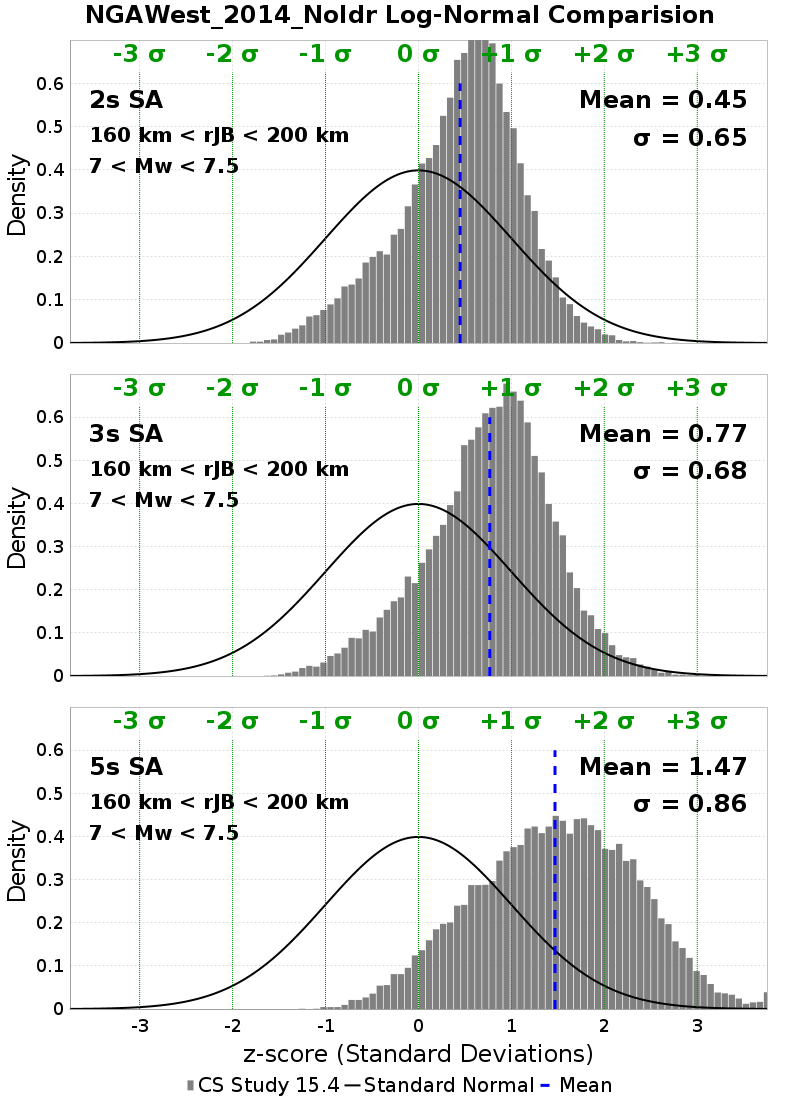 NGAWest_2014_NoIdr Log-Normal Comparision
-3 σ -2 σ -1 σ 0 σ +1 σ +2 σ +3 σ
0.6
2s SA Mean = 0.45
0.5
160 km < rJB < 200 km σ = 0.65
7 < Mw < 7.5
0.4
Density
0.3
0.2
0.1
0
-3 σ -2 σ -1 σ 0 σ +1 σ +2 σ +3 σ
0.6
3s SA Mean = 0.77
0.5
160 km < rJB < 200 km σ = 0.68
7 < Mw < 7.5
0.4
Density
0.3
0.2
0.1
0
-3 σ -2 σ -1 σ 0 σ +1 σ +2 σ +3 σ
0.6
5s SA Mean = 1.47
0.5
160 km < rJB < 200 km σ = 0.86
7 < Mw < 7.5
0.4
Density
0.3
0.2
0.1
0
-3 -2 -1 0 1 2 3
z-score (Standard Deviations)
CS Study 15.4 Standard Normal Mean